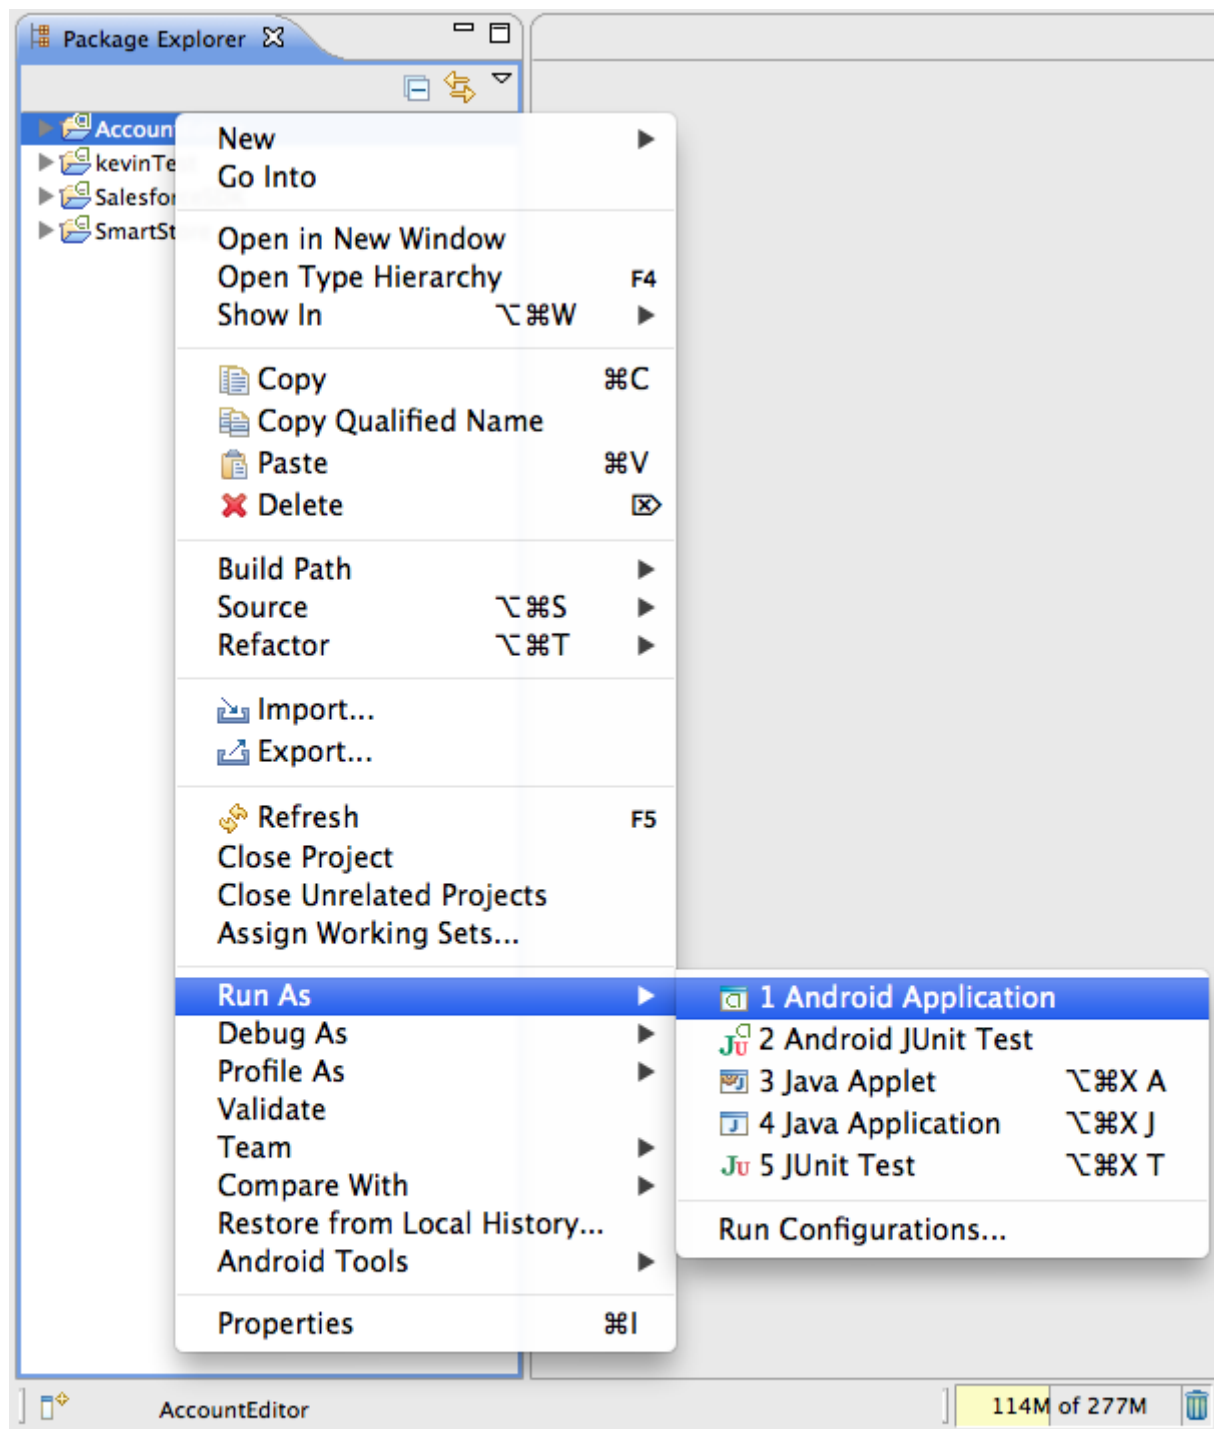 Package Explorer
Accoun
kevinTe
Salesfo
SmartSt
New
Go Into
Open in New Window
Open Type Hierarchy F4
Show In ⌥⌘W
Copy ⌘C
Copy Qualified Name
Paste ⌘V
Delete ⌦
Build Path
Source ⌥⌘S
Refactor ⌥⌘T
Import...
Export...
Refresh F5
Close Project
Close Unrelated Projects
Assign Working Sets...
Run As
Debug As
Profile As
Validate
Team
Compare With
Restore from Local History...
Android Tools
Properties ⌘I
1 Android Application
2 Android JUnit Test
3 Java Applet ⌥⌘X A
4 Java Application ⌥⌘X J
5 JUnit Test ⌥⌘X T
Run Configurations...
AccountEditor
114M of 277M